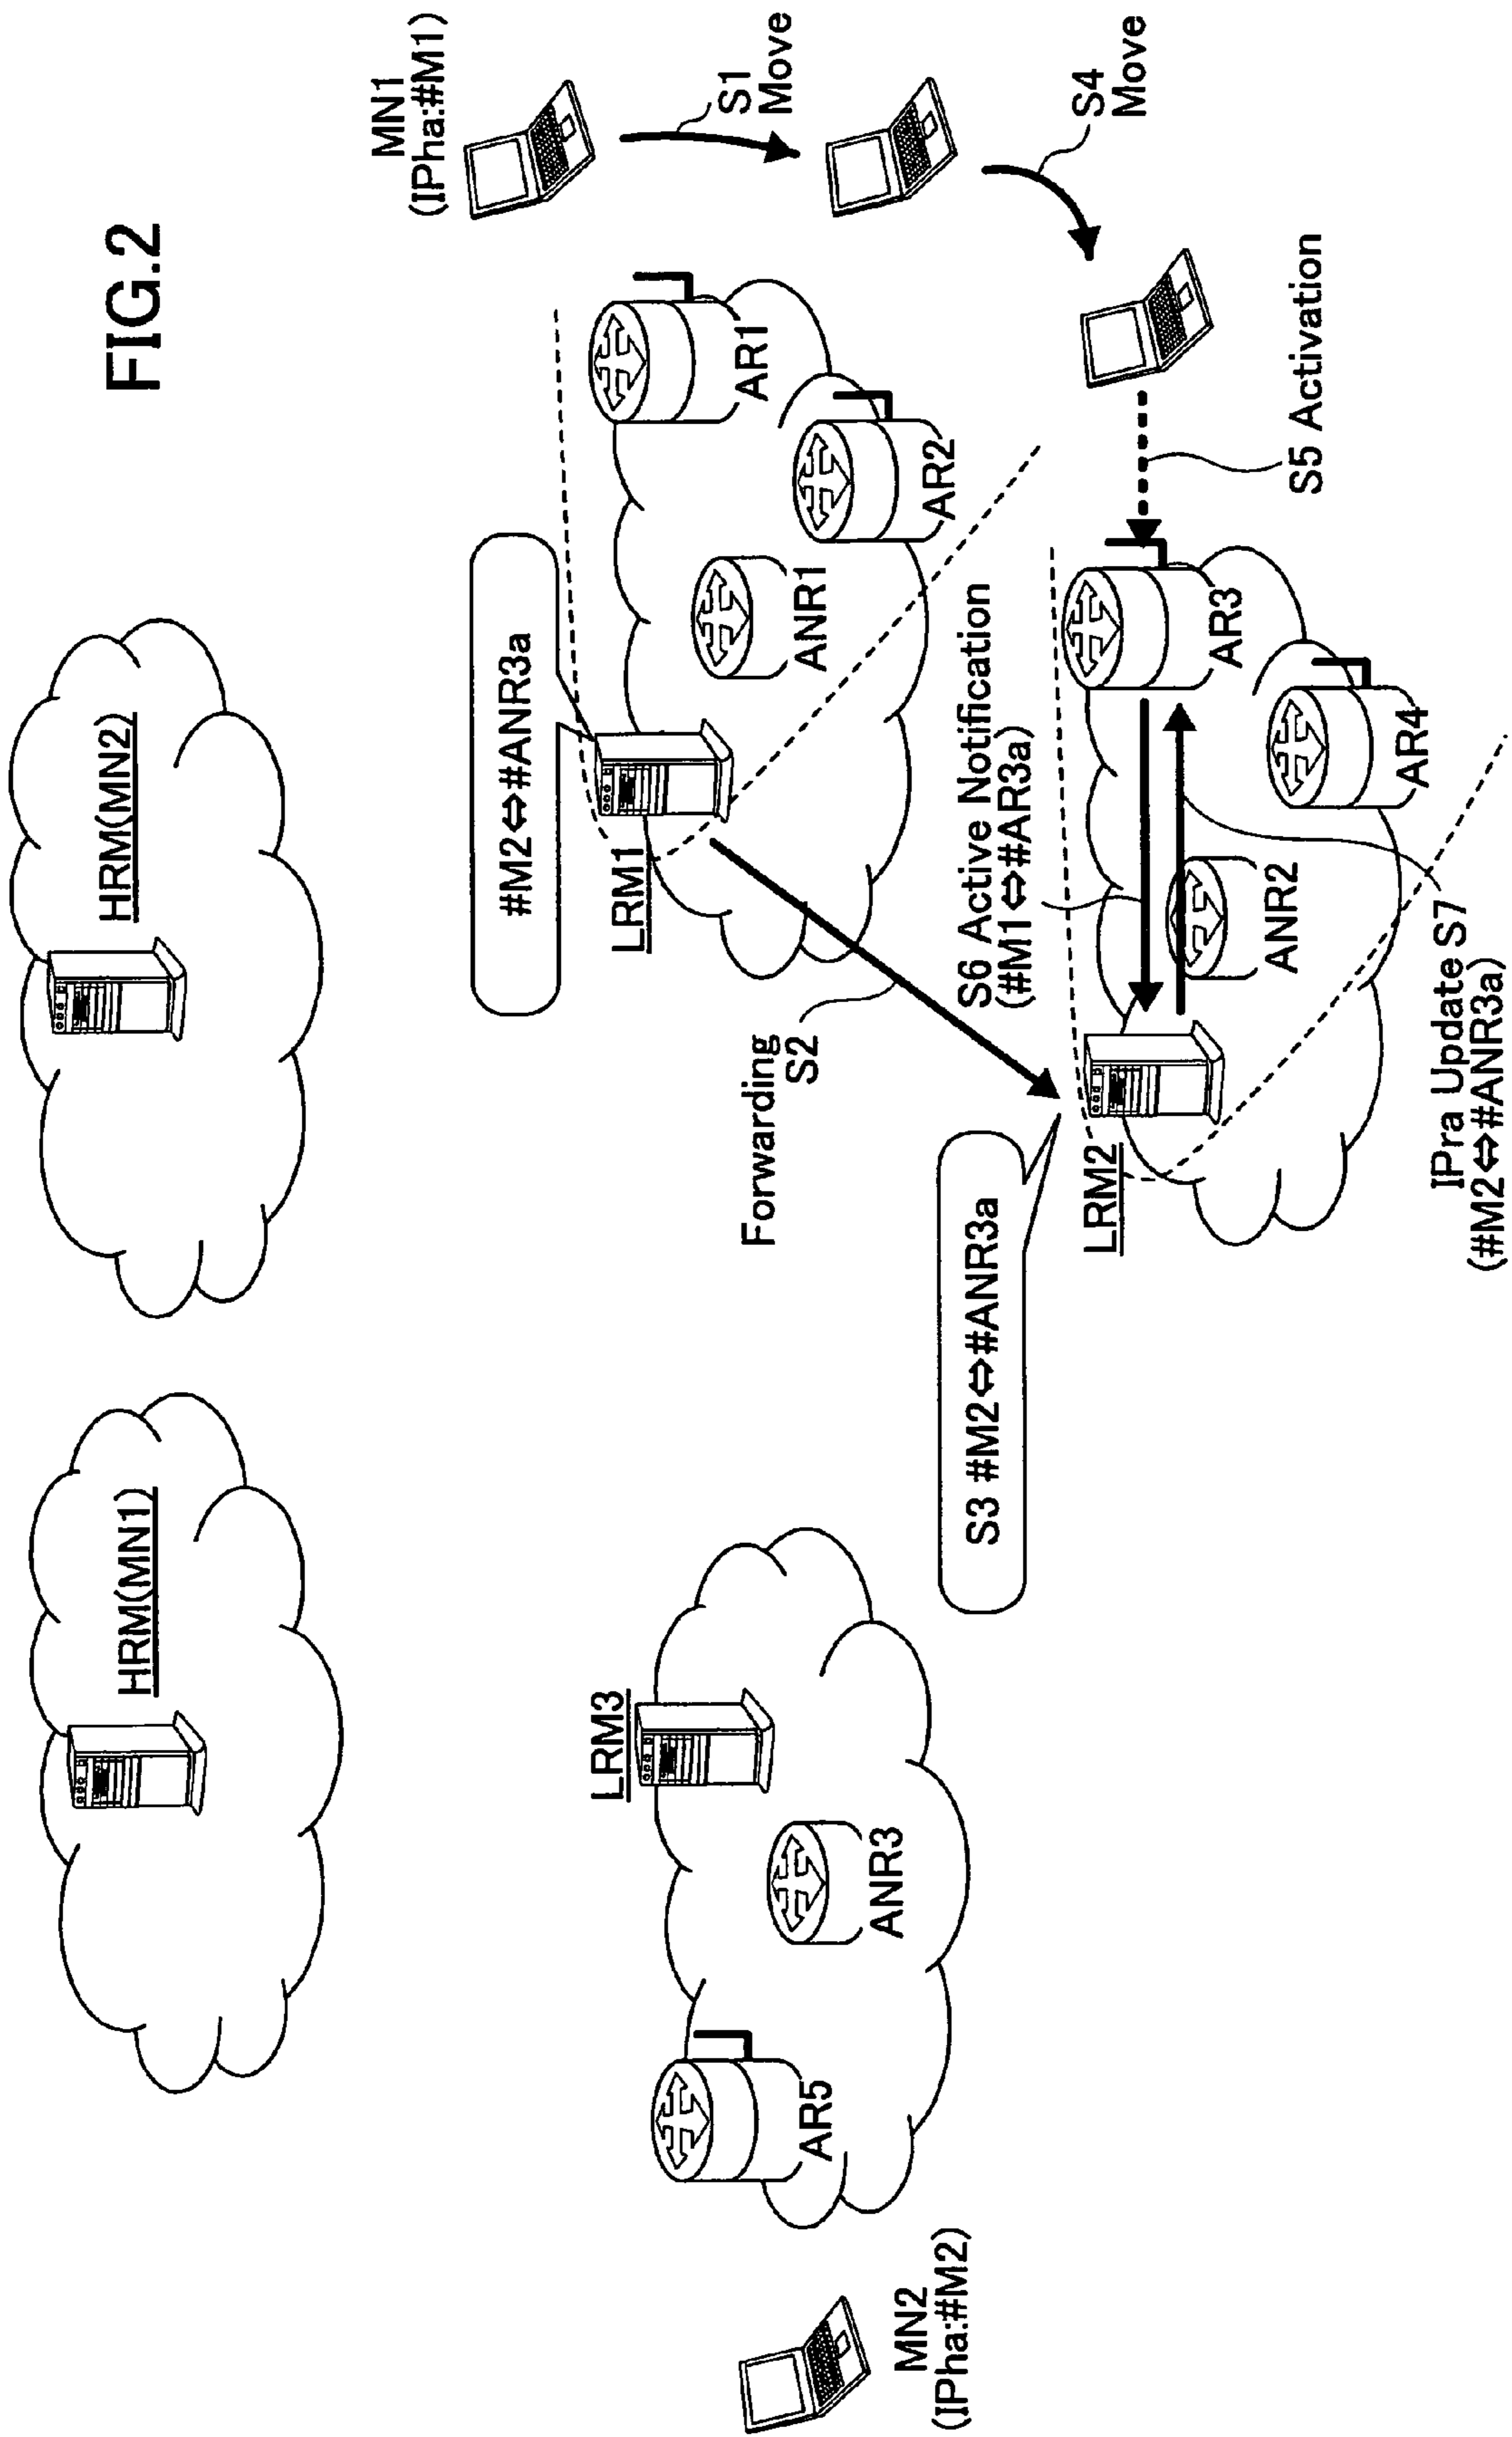 FIG.2
HRM(MN1)
HRM(MN2)
MN1
(IPha:#M1)
#M2⇔#ANR3a
S1
Move
LRM3
LRM1
AR1
ANR1
AR5
ANR3
AR2
Forwarding
S2
MN2
(IPha:#M2)
S3 #M2⇔#ANR3a
S6 Active Notification
(#M1⇔#AR3a)
S4
Move
LRM2
AR3
ANR2
S5 Activation
AR4
IPra Update S7
(#M2⇔#ANR3a)